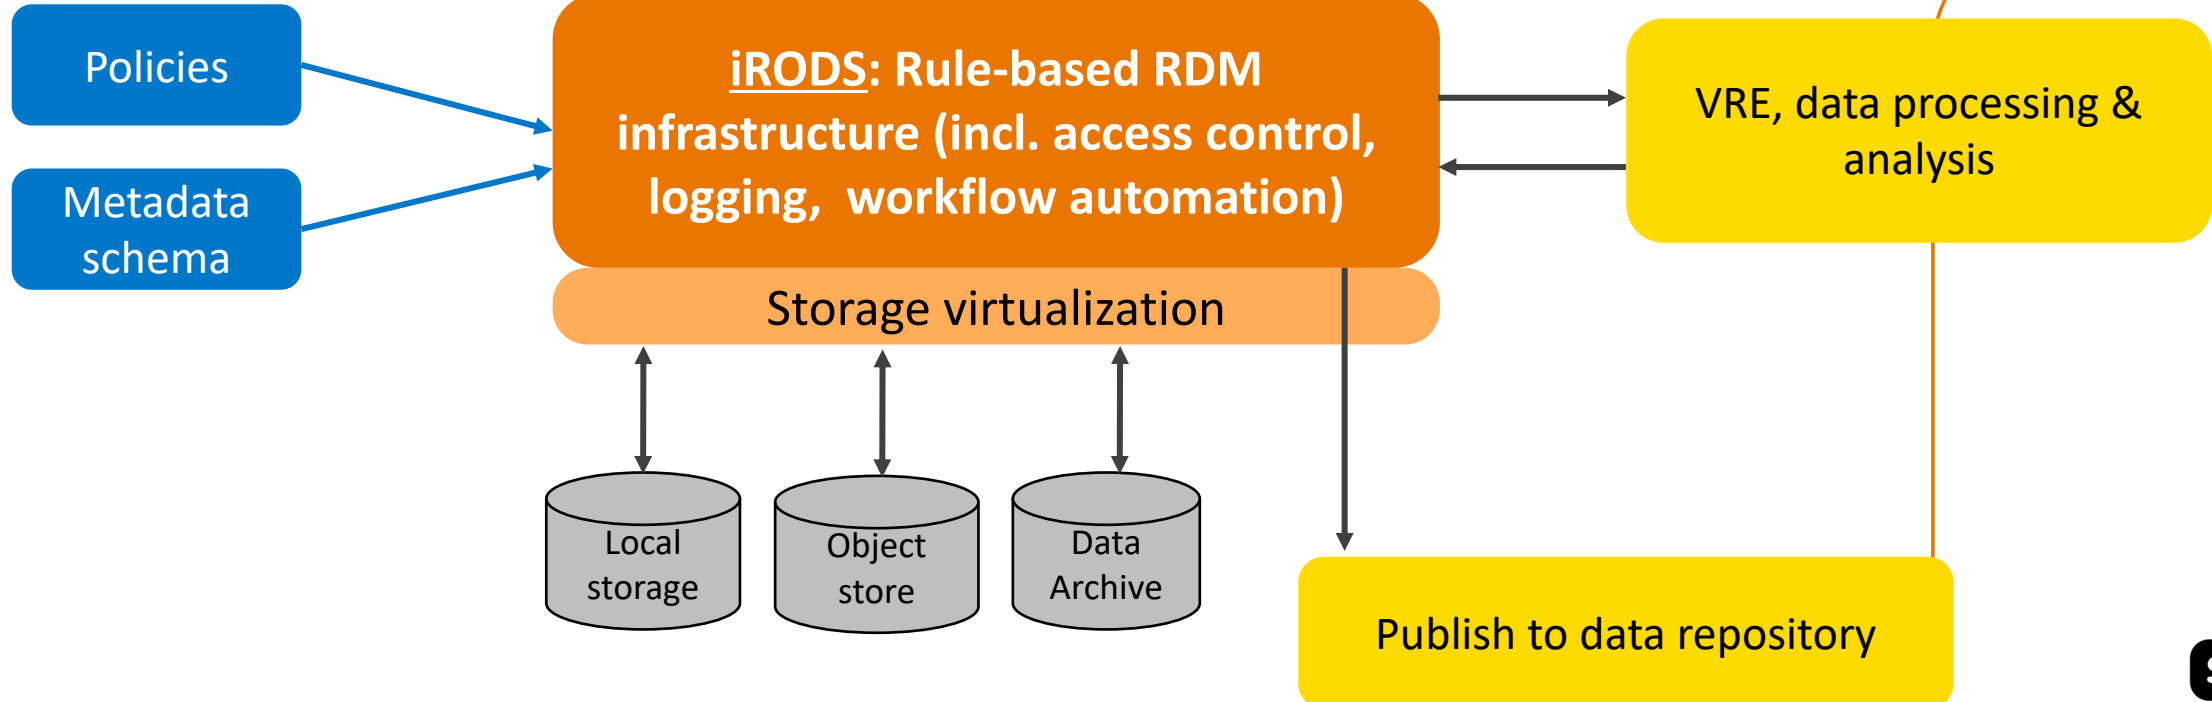 Policies
Metadata
schema
iRODS: Rule-based RDM
infrastructure (incl. access control,
logging,  workflow automation)
Storage virtualization
VRE, data processing &
analysis
Local
storage
Object
store
Data
Archive
Publish to data repository